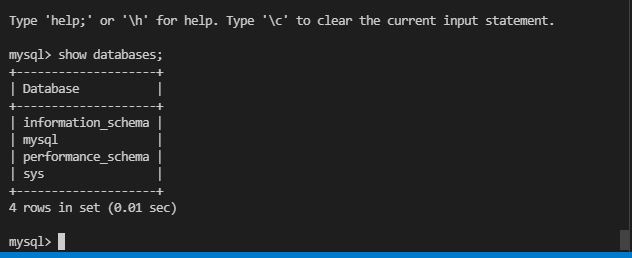 Type 'help;' or '\h' for help. Type '\c' to clear the current input statement.
mysql> show databases;
+--------------------+
| Database           |
+--------------------+
| information_schema |
| mysql              |
| performance_schema |
| sys                |
+--------------------+
4 rows in set (0.01 sec)
mysql>